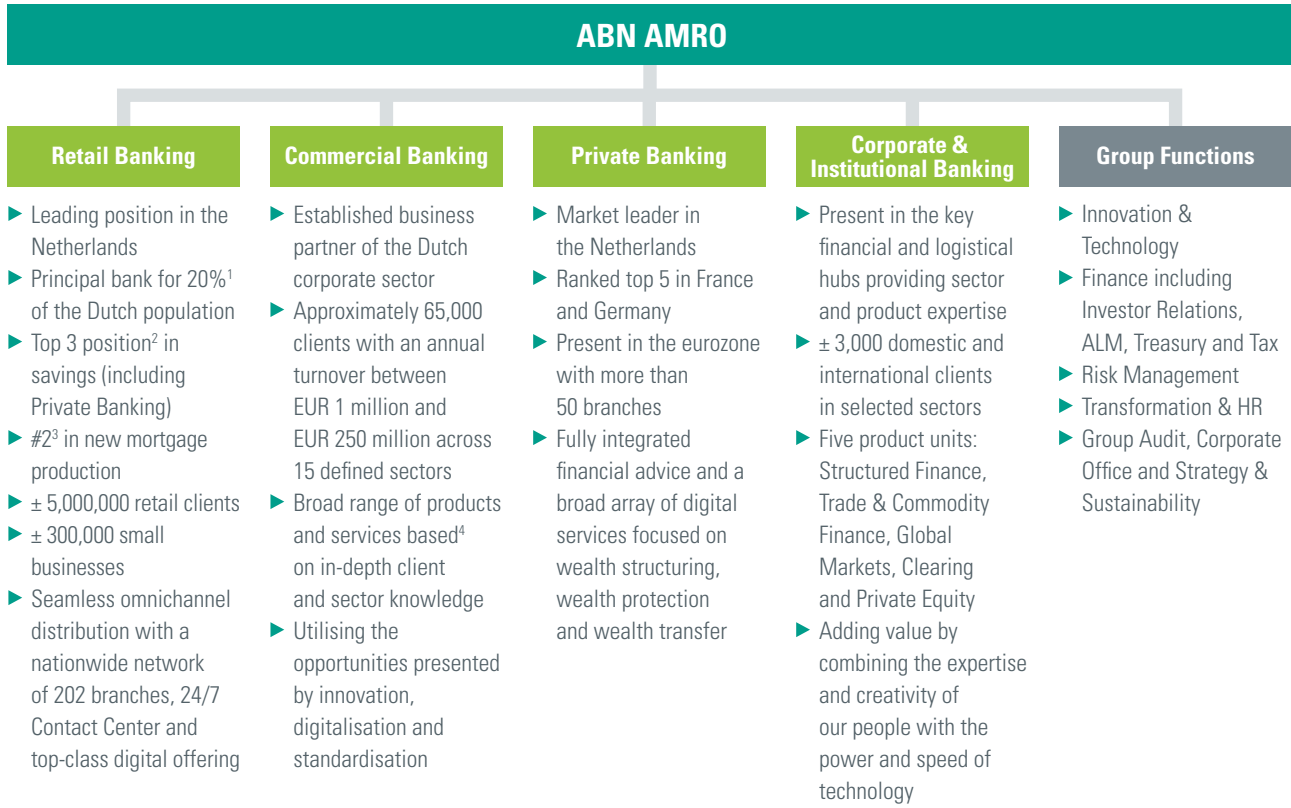 ABN AMRO
Retail Banking
► Leading position in the
Netherlands
► Principal bank for 20%¹
of the Dutch population
► Top 3 position² in
savings (including
Private Banking)
► #2³ in new mortgage
production
► ± 5,000,000 retail clients
► ± 300,000 small
businesses
► Seamless omnichannel
distribution with a
nationwide network
of 202 branches, 24/7
Contact Center and
top-class digital offering
Commercial Banking
► Established business
partner of the Dutch
corporate sector
► Approximately 65,000
clients with an annual
turnover between
EUR 1 million and
EUR 250 million across
15 defined sectors
► Broad range of products
and services based⁴
on in-depth client
and sector knowledge
► Utilising the
opportunities presented
by innovation,
digitalisation and
standardisation
Private Banking
► Market leader in
the Netherlands
► Ranked top 5 in France
and Germany
► Present in the eurozone
with more than
50 branches
► Fully integrated
financial advice and a
broad array of digital
services focused on
wealth structuring,
wealth protection
and wealth transfer
Corporate &
Institutional Banking
► Present in the key
financial and logistical
hubs providing sector
and product expertise
► ± 3,000 domestic and
international clients
in selected sectors
► Five product units:
Structured Finance,
Trade & Commodity
Finance, Global
Markets, Clearing
and Private Equity
► Adding value by
combining the expertise
and creativity of
our people with the
power and speed of
technology
Group Functions
► Innovation &
Technology
► Finance including
Investor Relations,
ALM, Treasury and Tax
► Risk Management
► Transformation & HR
► Group Audit, Corporate
Office and Strategy &
Sustainability